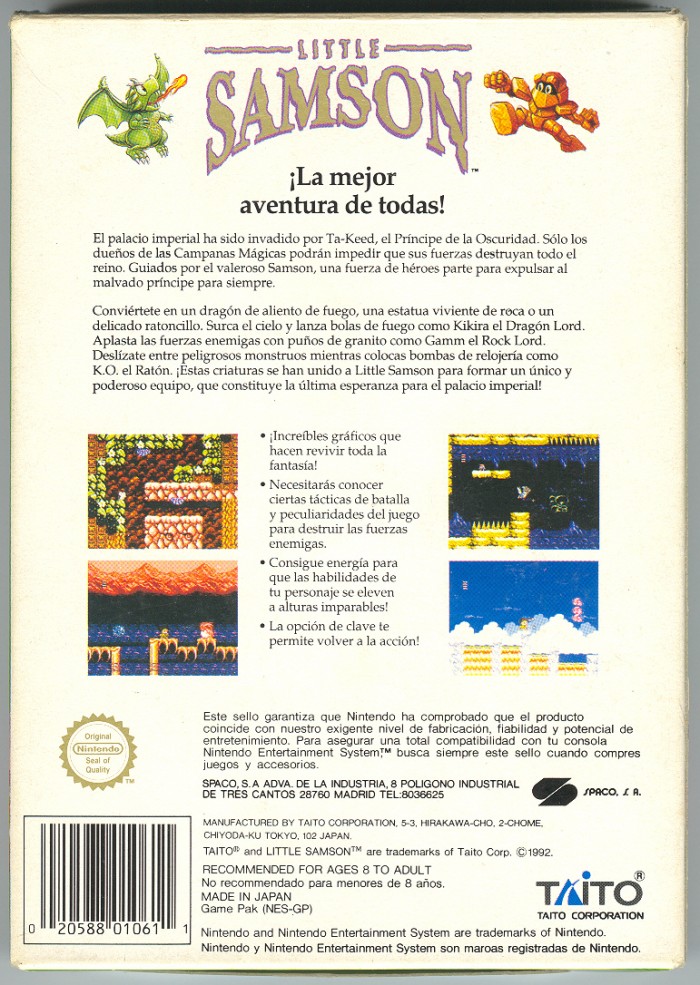 LITTLE
SAMSON™
¡La mejor
aventura de todas!
El palacio imperial ha sido invadido por Ta-Keed, el Príncipe de la Oscuridad. Sólo los
dueños de las Campanas Mágicas podrán impedir que sus fuerzas destruyan todo el
reino. Guiados por el valeroso Samson, una fuerza de héroes parte para expulsar al
malvado príncipe para siempre.
Conviértete en un dragón de aliento de fuego, una estatua viviente de roca o un
delicado ratoncillo. Surca el cielo y lanza bolas de fuego como Kikira el Dragón Lord.
Aplasta las fuerzas enemigas con puños de granito como Gamm el Rock Lord.
Deslízate entre peligrosos monstruos mientras colocas bombas de relojería como
K.O. el Ratón. ¡Estas criaturas se han unido a Little Samson para formar un único y
poderoso equipo, que constituye la última esperanza para el palacio imperial!
• ¡Increíbles gráficos que
hacen revivir toda la
fantasía!
• Necesitarás conocer
ciertas tácticas de batalla
y peculiaridades del juego
para destruir las fuerzas
enemigas.
• Consigue energía para
que las habilidades de
tu personaje se eleven
a alturas imparables!
• La opción de clave te
permite volver a la acción!
Original
Nintendo
Seal of
Quality
TM
Este sello garantiza que Nintendo ha comprobado que el producto
coincide con nuestro exigente nivel de fabricación, fiabilidad y potencial de
entretenimiento. Para asegurar una total compatibilidad con tu consola
Nintendo Entertainment System™ busca siempre este sello cuando compres
juegos y accesorios.
SPACO, S.A ADVA. DE LA INDUSTRIA, 8 POLIGONO INDUSTRIAL
DE TRES CANTOS 28760 MADRID TEL:8036625
SPACO, S.A.
MANUFACTURED BY TAITO CORPORATION, 5-3, HIRAKAWA-CHO, 2-CHOME,
CHIYODA-KU TOKYO, 102 JAPAN.
TAITO® and LITTLE SAMSON™ are trademarks of Taito Corp. ©1992.
RECOMMENDED FOR AGES 8 TO ADULT
No recomendado para menores de 8 años.
MADE IN JAPAN
Game Pak (NES-GP)
TAITO®
TAITO CORPORATION
0 20588 01061 1
Nintendo and Nintendo Entertainment System are trademarks of Nintendo.
Nintendo y Nintendo Entertainment System son maroas registradas de Nintendo.